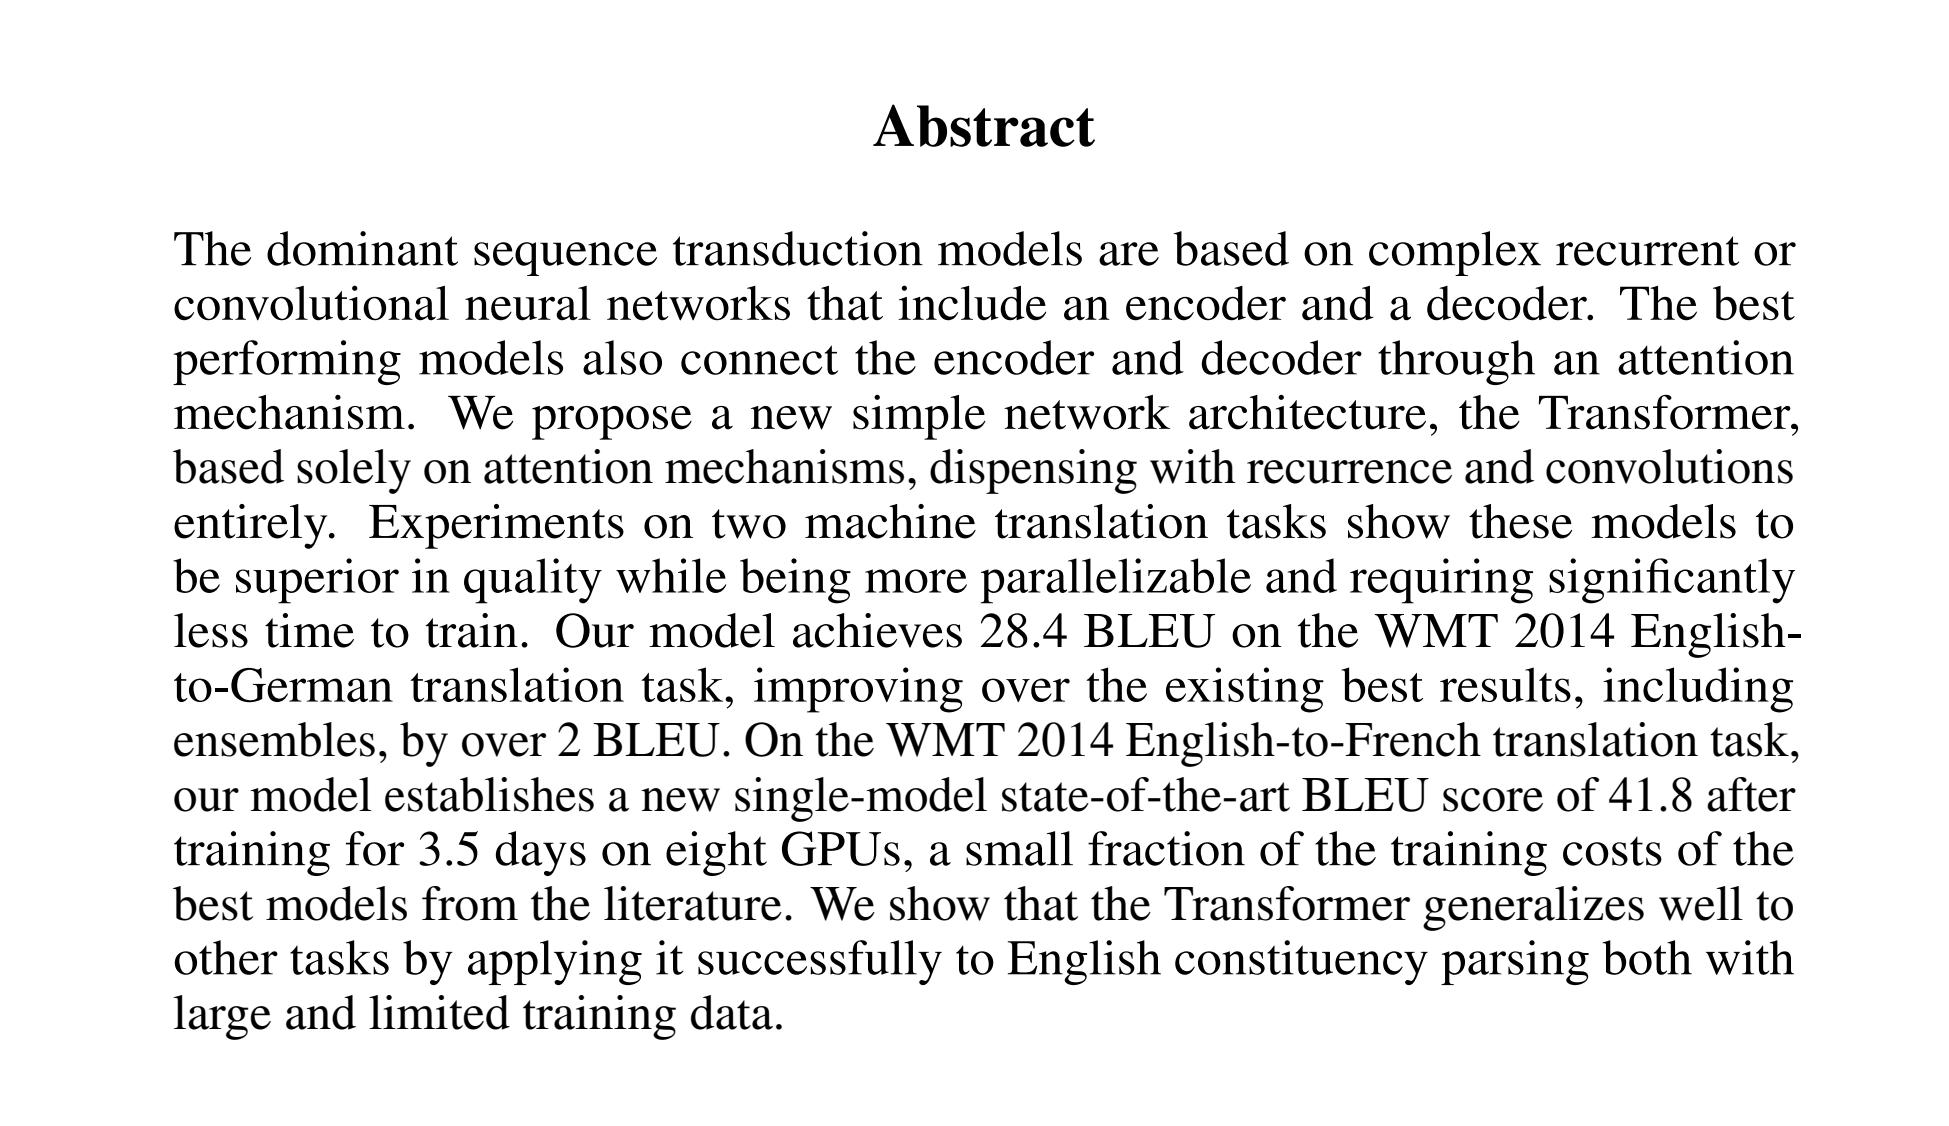 Abstract
The dominant sequence transduction models are based on complex recurrent or
convolutional neural networks that include an encoder and a decoder. The best
performing models also connect the encoder and decoder through an attention
mechanism. We propose a new simple network architecture, the Transformer,
based solely on attention mechanisms, dispensing with recurrence and convolutions
entirely. Experiments on two machine translation tasks show these models to
be superior in quality while being more parallelizable and requiring significantly
less time to train. Our model achieves 28.4 BLEU on the WMT 2014 English-
to-German translation task, improving over the existing best results, including
ensembles, by over 2 BLEU. On the WMT 2014 English-to-French translation task,
our model establishes a new single-model state-of-the-art BLEU score of 41.8 after
training for 3.5 days on eight GPUs, a small fraction of the training costs of the
best models from the literature. We show that the Transformer generalizes well to
other tasks by applying it successfully to English constituency parsing both with
large and limited training data.